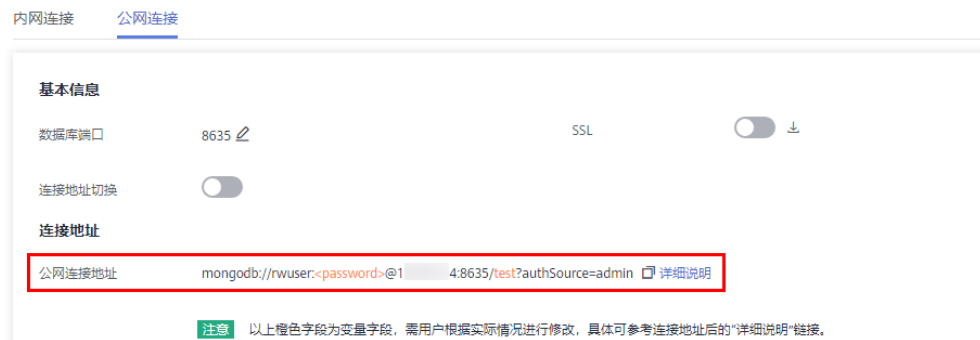 内网连接 公网连接
基本信息
数据库端口 8635 SSL
连接地址切换
连接地址
公网连接地址 mongodb://rwuser:<password>@1 4:8635/test?authSource=admin 详细说明
注意 以上橙色字段为变量字段，需用户根据实际情况进行修改，具体可参考连接地址后的“详细说明”链接。